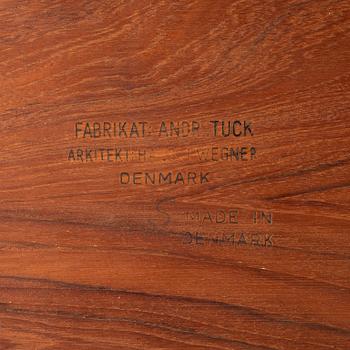 FABRIKAT: ANDR. TUCK
ARKITEKT: WEGNER
DENMARK
MADE IN
DENMARK